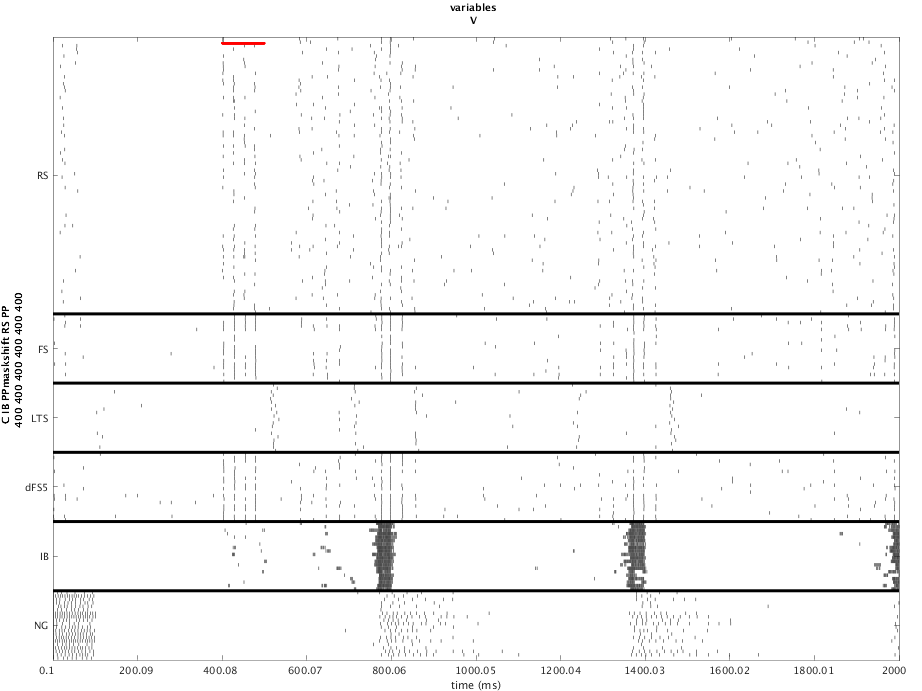 variables
V
C IB PPmaskshift RS PP
400 400 400 400 400 400 400
RS
FS
LTS
dFS5
IB
NG
0.1 200.09 400.08 600.07 800.06 1000.05 1200.04 1400.03 1600.02 1800.01 2000
time (ms)